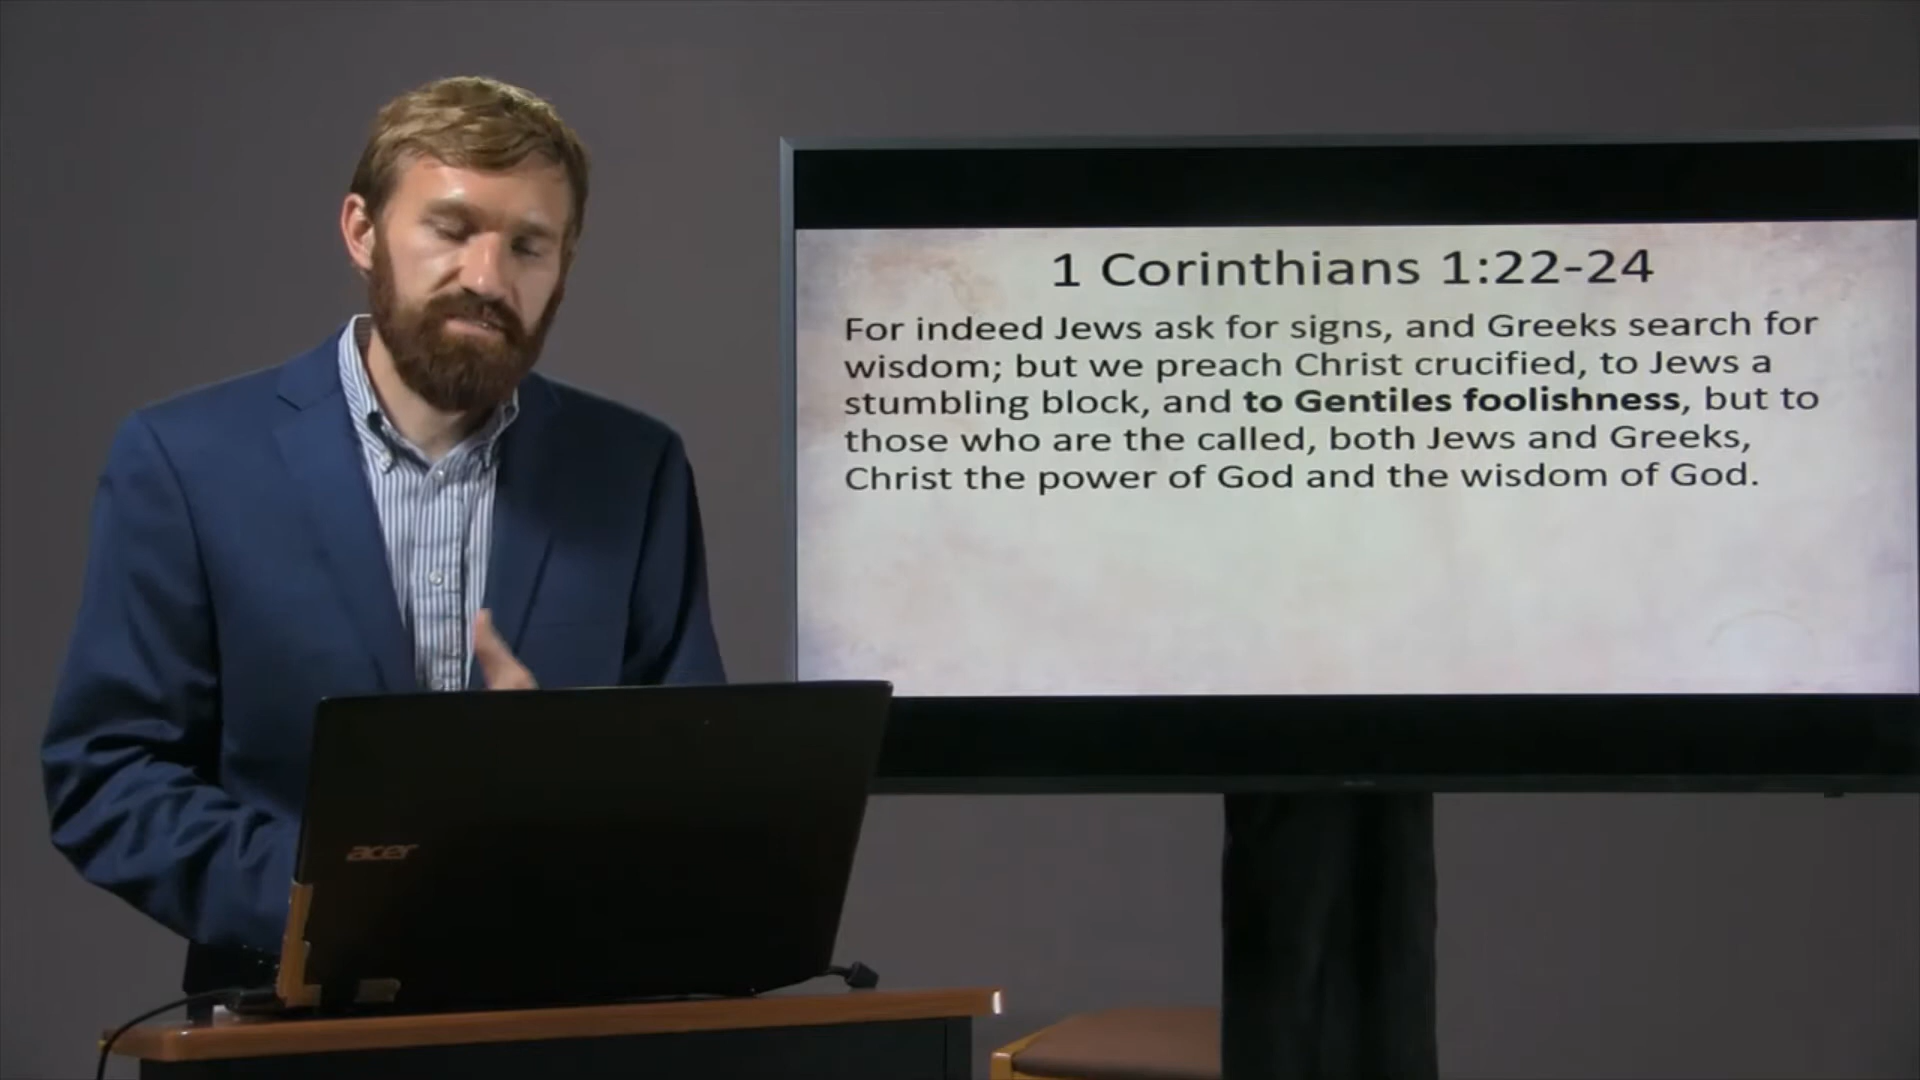 1 Corinthians 1:22-24
For indeed Jews ask for signs, and Greeks search for
wisdom; but we preach Christ crucified, to Jews a
stumbling block, and to Gentiles foolishness, but to
those who are the called, both Jews and Greeks,
Christ the power of God and the wisdom of God.
acer